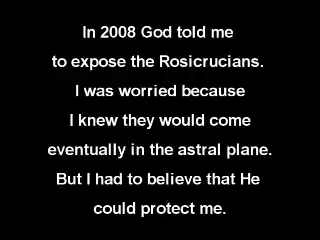 In 2008 God told me
to expose the Rosicrucians.
I was worried because
I knew they would come
eventually in the astral plane.
But I had to believe that He
could protect me.